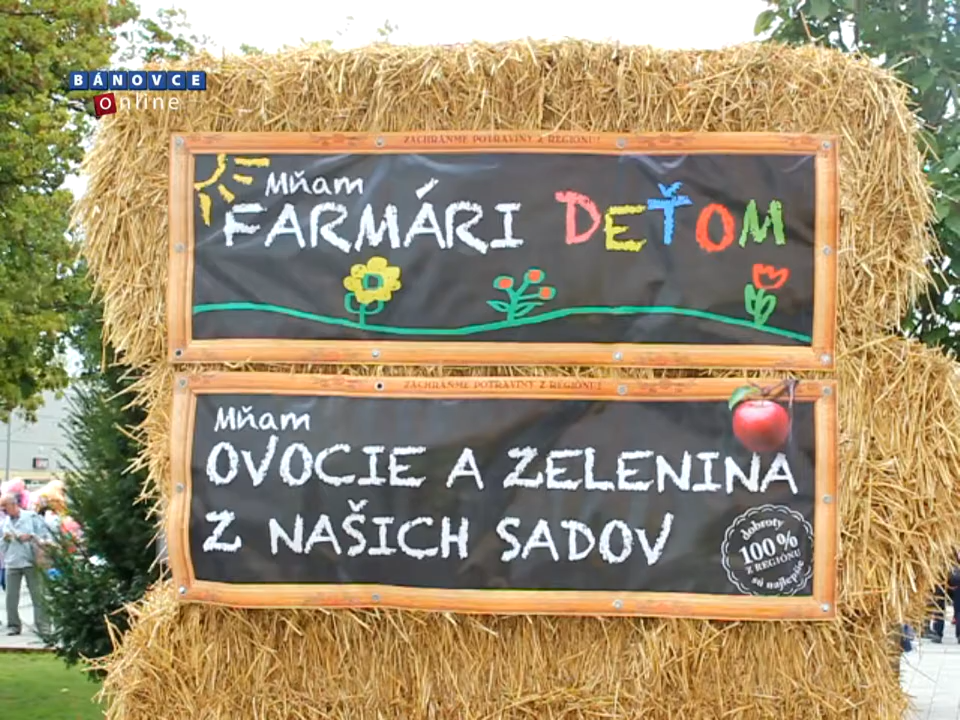 BÁNOVCE
Online
ZACHRÁŇME POTRAVINY Z REGIÓNU!
Mňam
FARMÁRI DEŤOM
ZACHRÁŇME POTRAVINY Z REGIÓNU!
Mňam
OVOCIE A ZELENINA
Z NAŠICH SADOV
dobroty
100 %
Z REGIÓNU
sú najlepšie